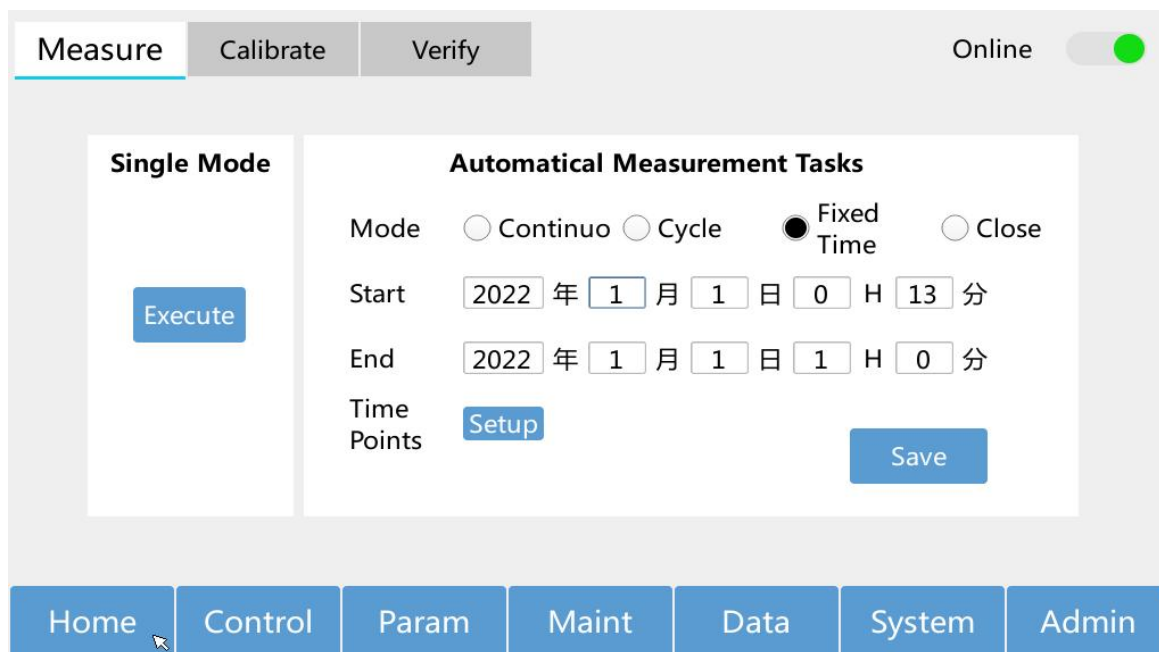 Measure Calibrate Verify Online
Single Mode Automatical Measurement Tasks
Mode Continuo Cycle Fixed Time Close
Start 2022 年 1 月 1 日 0 H 13 分
Execute
End 2022 年 1 月 1 日 1 H 0 分
Time Points Setup
Save
Home Control Param Maint Data System Admin